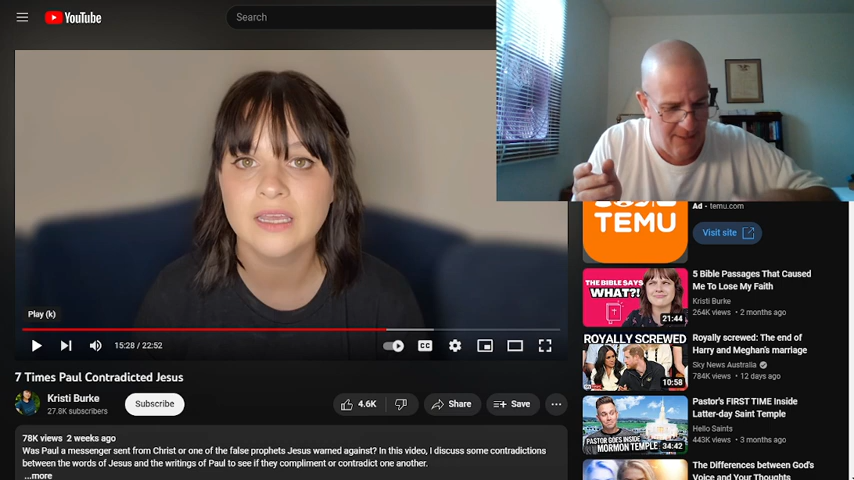 YouTube
Search
Play (k)
15:28 / 22:52
CC
7 Times Paul Contradicted Jesus
Kristi Burke
27.8K subscribers
Subscribe
4.6K
Share
Save
78K views 2 weeks ago
Was Paul a messenger sent from Christ or one of the false prophets Jesus warned against? In this video, I discuss some contradictions
between the words of Jesus and the writings of Paul to see if they compliment or contradict one another.
...more
TEMU
Ad - temu.com
Visit site
THE BIBLE SAYS
WHAT?!
21:44
5 Bible Passages That Caused
Me To Lose My Faith
Kristi Burke
264K views • 2 months ago
ROYALLY SCREWED
10:58
Royally screwed: The end of
Harry and Meghan's marriage
Sky News Australia
784K views • 12 days ago
PASTOR GOES INSIDE
MORMON TEMPLE
34:42
Pastor's FIRST TIME Inside
Latter-day Saint Temple
Hello Saints
443K views • 3 months ago
The Differences between God's
Voice and Your Thoughts